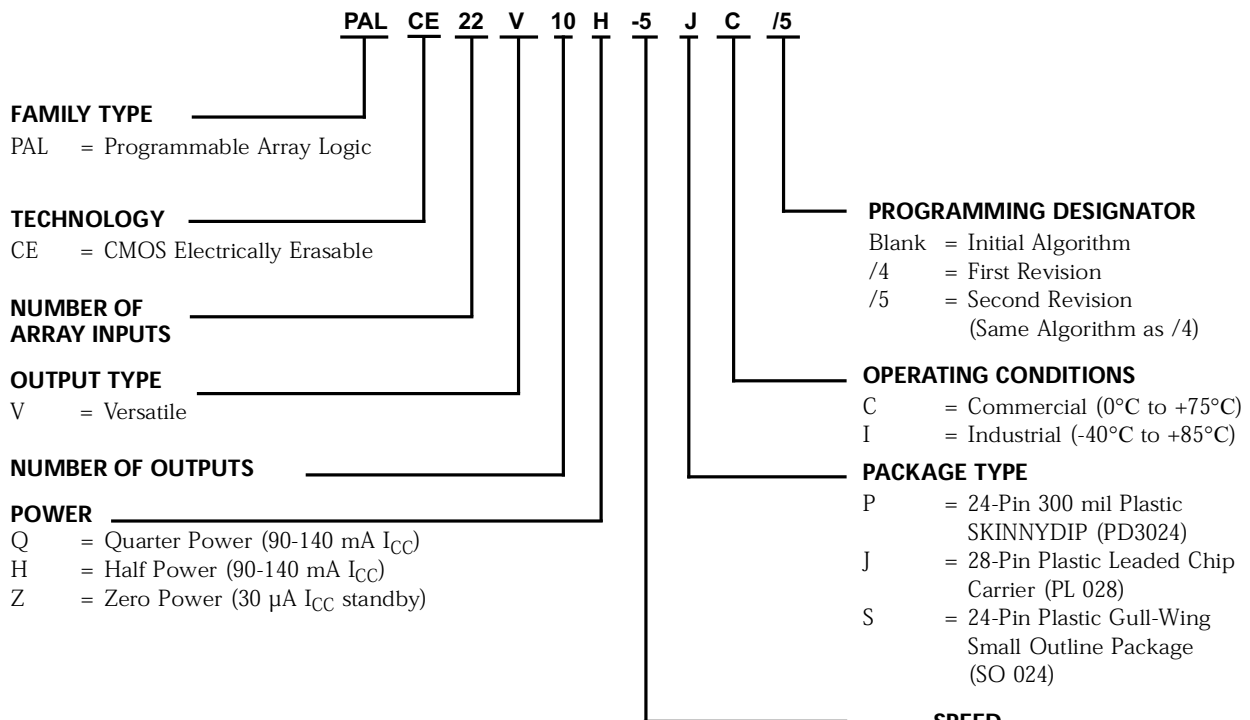 PAL CE 22 V 10 H -5 J C /5
FAMILY TYPE
PAL = Programmable Array Logic
TECHNOLOGY
CE = CMOS Electrically Erasable
NUMBER OF
ARRAY INPUTS
OUTPUT TYPE
V = Versatile
NUMBER OF OUTPUTS
POWER
Q = Quarter Power (90-140 mA ICC)
H = Half Power (90-140 mA ICC)
Z = Zero Power (30 µA ICC standby)
PROGRAMMING DESIGNATOR
Blank = Initial Algorithm
/4 = First Revision
/5 = Second Revision
(Same Algorithm as /4)
OPERATING CONDITIONS
C = Commercial (0°C to +75°C)
I = Industrial (-40°C to +85°C)
PACKAGE TYPE
P = 24-Pin 300 mil Plastic
SKINNYDIP (PD3024)
J = 28-Pin Plastic Leaded Chip
Carrier (PL 028)
S = 24-Pin Plastic Gull-Wing
Small Outline Package
(SO 024)
SPEED